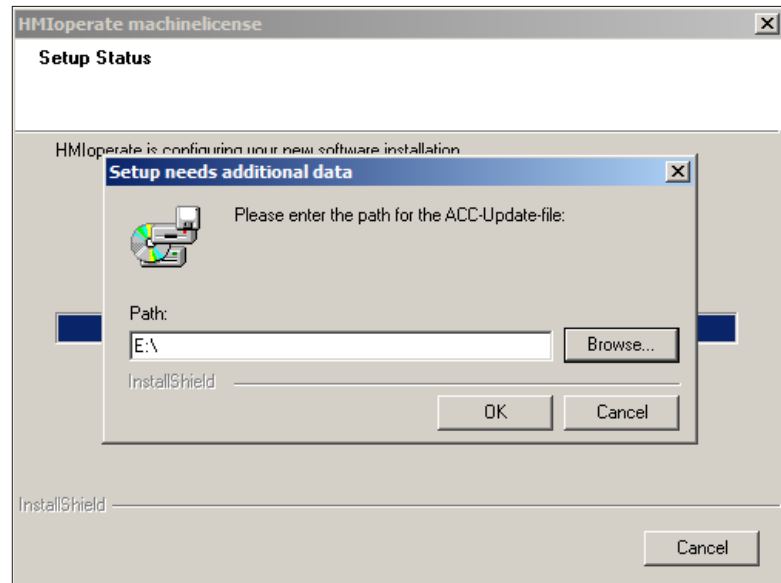 HMIoperate machinelicense
Setup Status
HMIoperate is configuring your new software installation
Setup needs additional data
Please enter the path for the ACC-Update-file:
Path:
E:\
Browse...
InstallShield
OK
Cancel
InstallShield
Cancel